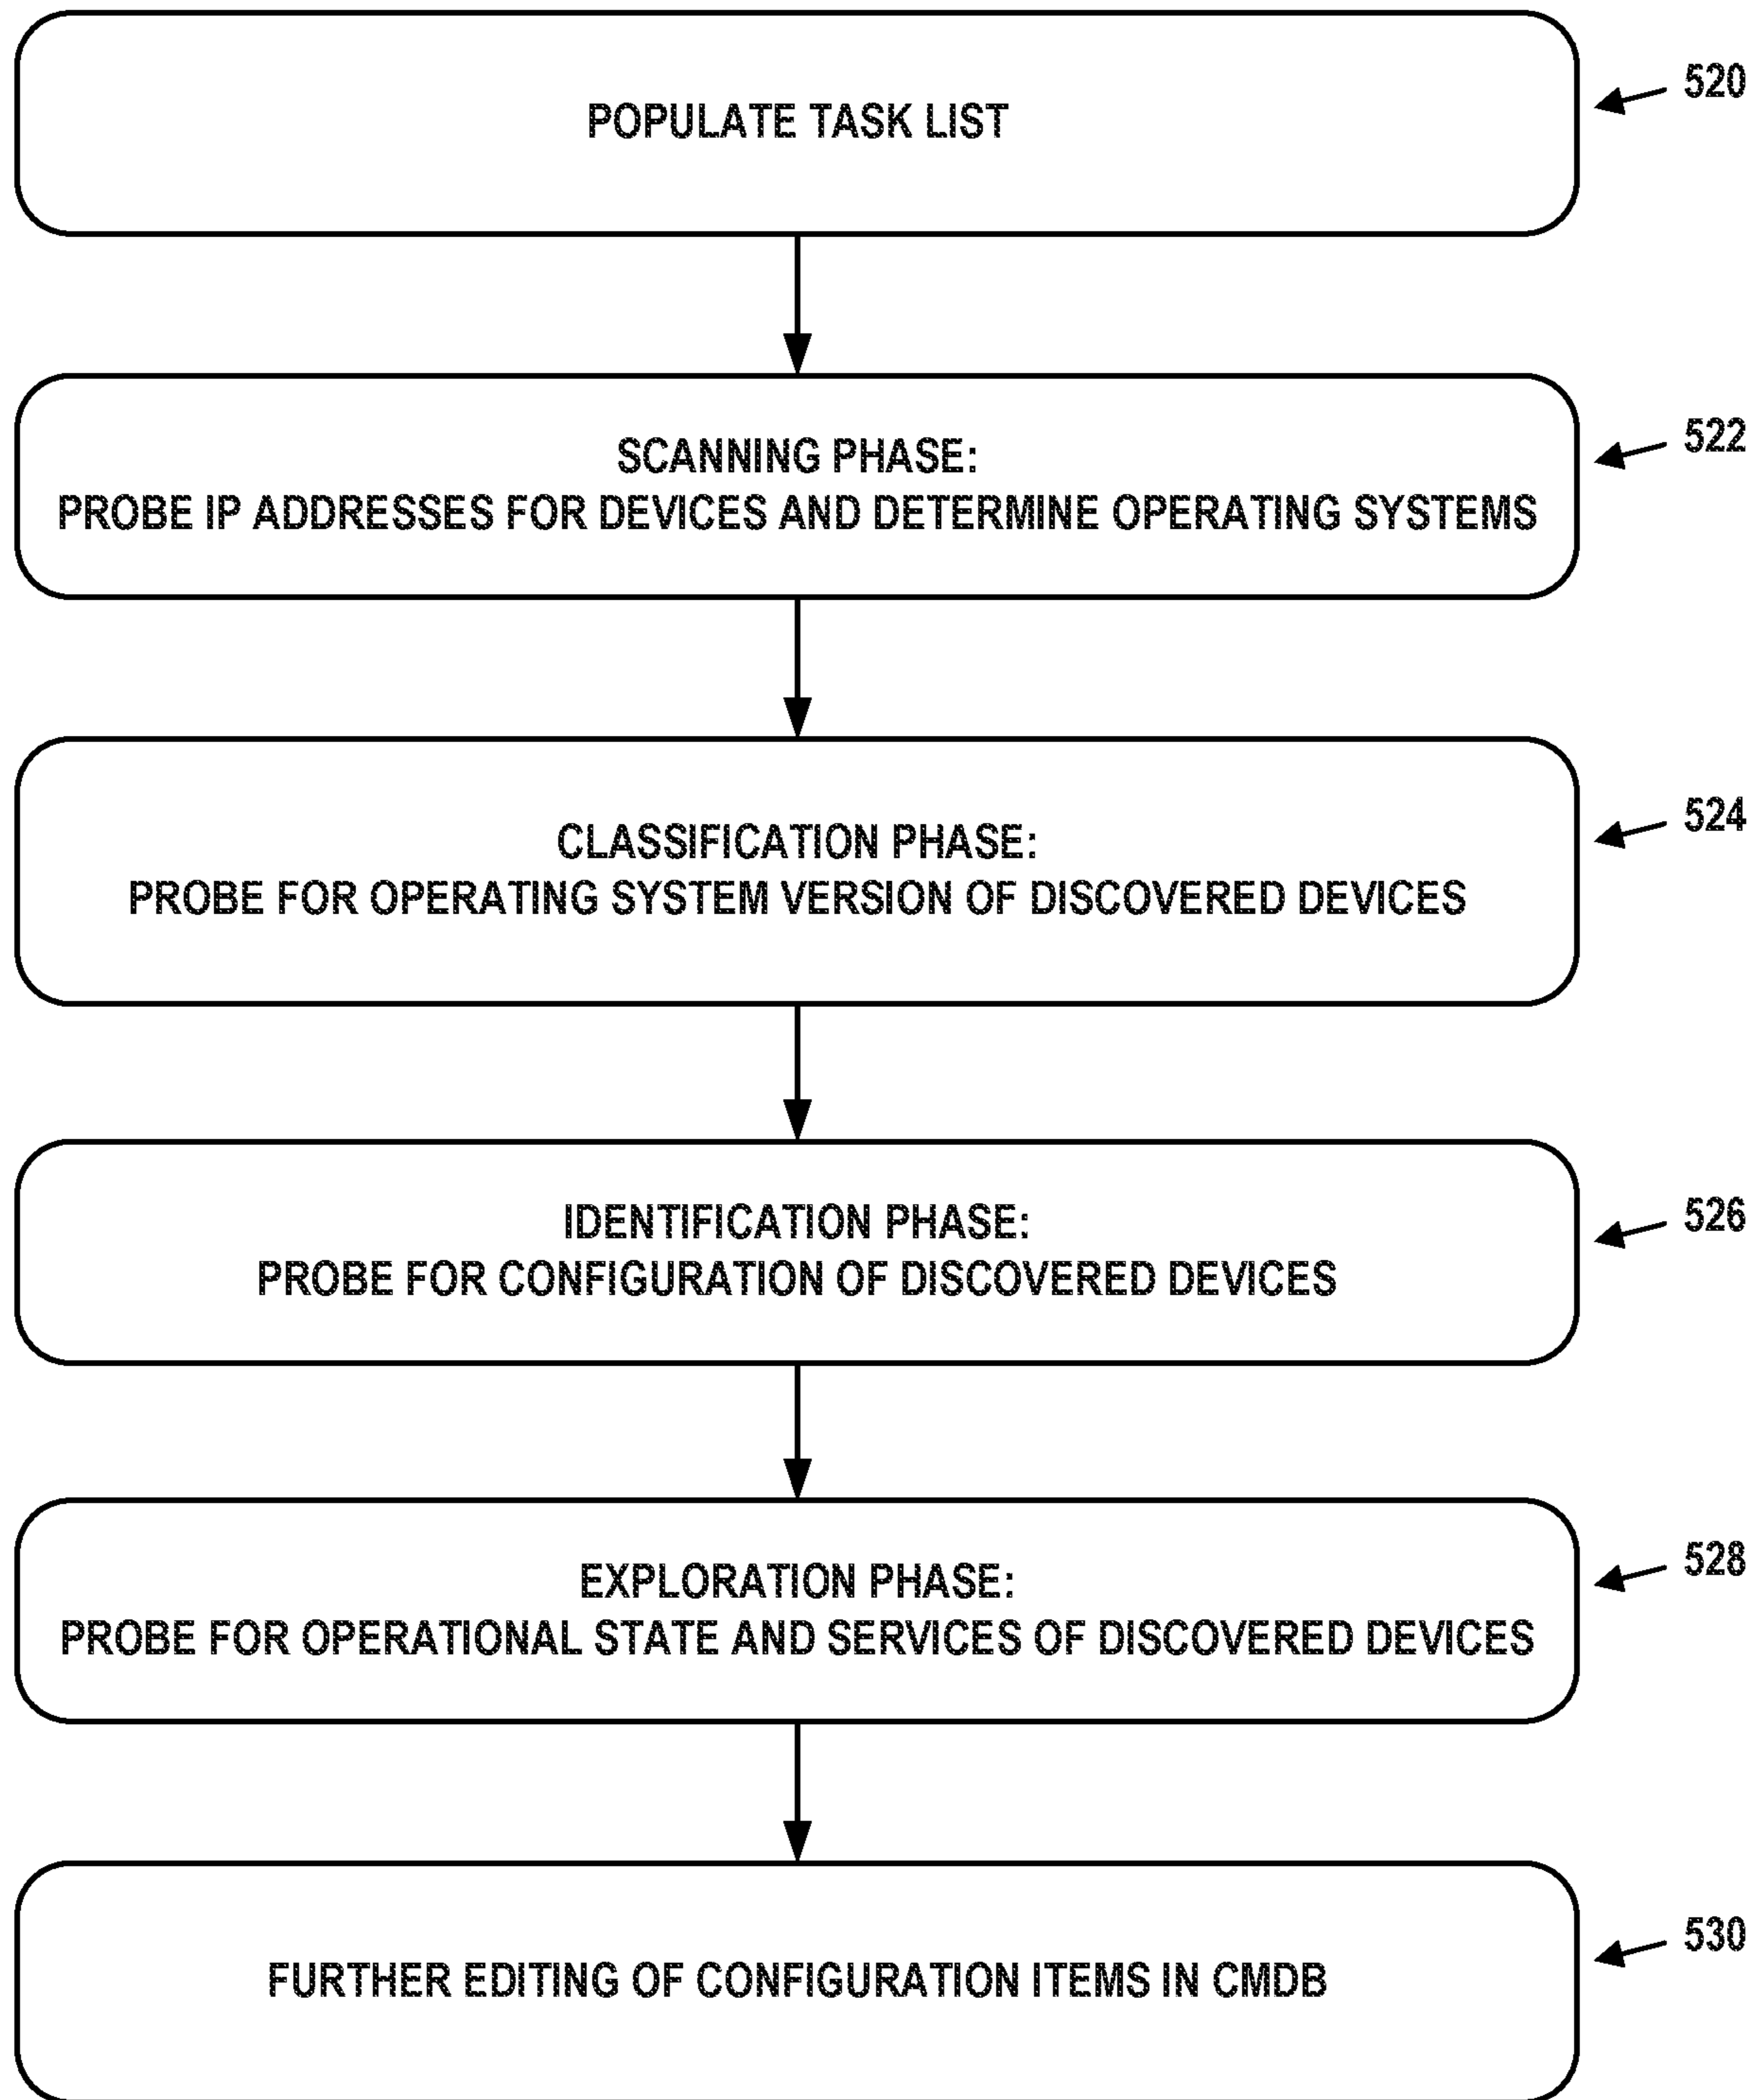 POPULATE TASK LIST
520
SCANNING PHASE:
PROBE IP ADDRESSES FOR DEVICES AND DETERMINE OPERATING SYSTEMS
522
CLASSIFICATION PHASE:
PROBE FOR OPERATING SYSTEM VERSION OF DISCOVERED DEVICES
524
IDENTIFICATION PHASE:
PROBE FOR CONFIGURATION OF DISCOVERED DEVICES
526
EXPLORATION PHASE:
PROBE FOR OPERATIONAL STATE AND SERVICES OF DISCOVERED DEVICES
528
FURTHER EDITING OF CONFIGURATION ITEMS IN CMDB
530